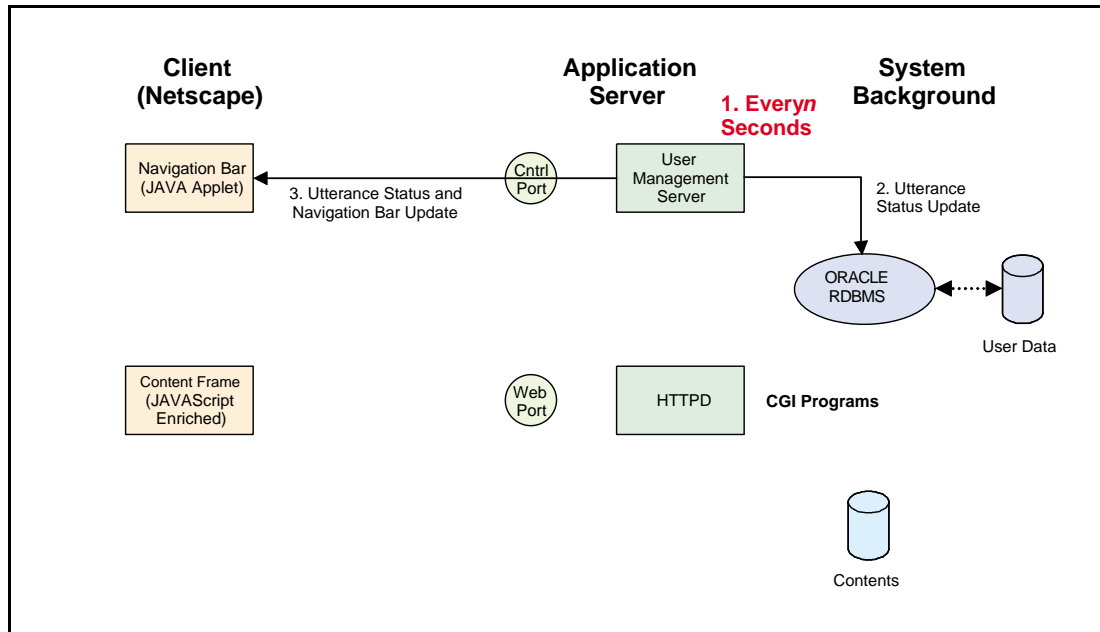 Client
(Netscape)
Application
Server
System
Background
1. Everyn
Seconds
Navigation Bar
(JAVA Applet)
Cntrl
Port
User
Management
Server
3. Utterance Status and
Navigation Bar Update
2. Utterance
Status Update
ORACLE
RDBMS
User Data
Content Frame
(JAVAScript
Enriched)
Web
Port
HTTPD
CGI Programs
Contents